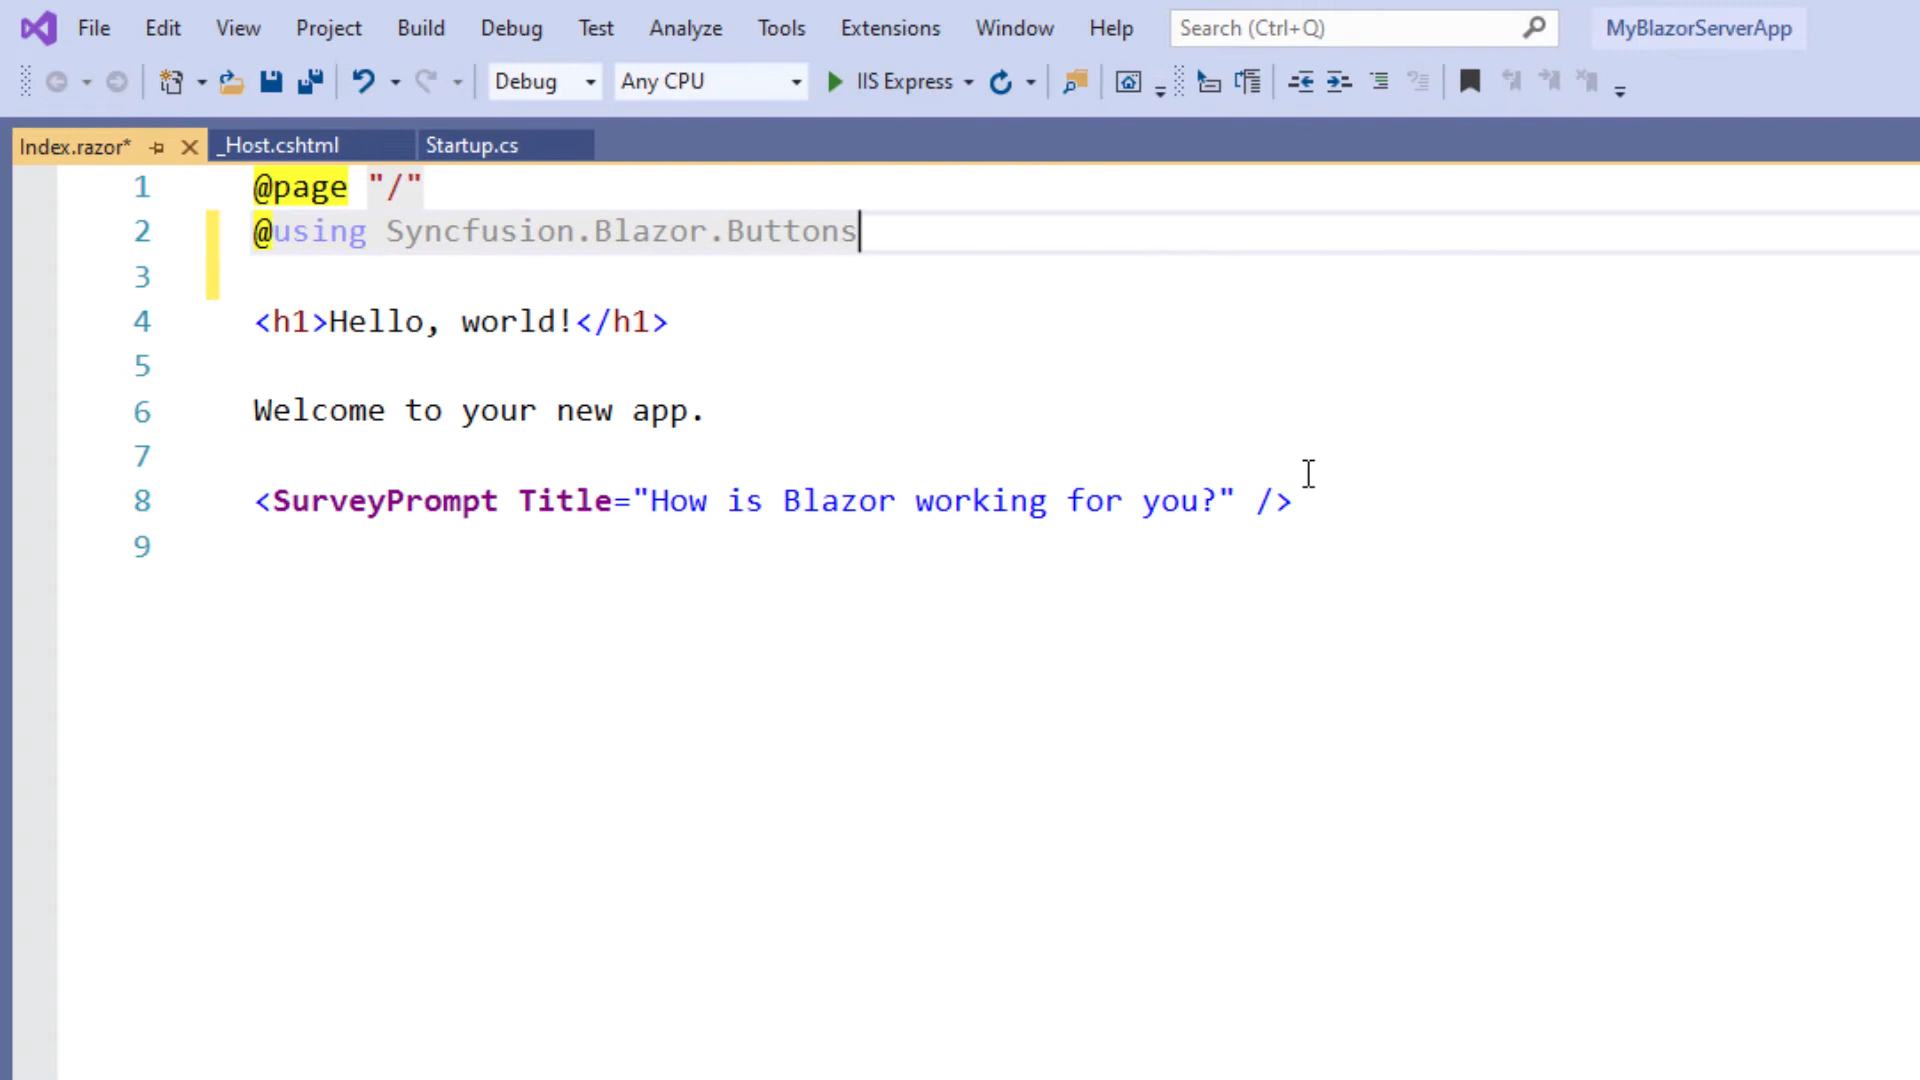 File Edit View Project Build Debug Test Analyze Tools Extensions Window Help Search (Ctrl+Q) MyBlazorServerApp
Debug Any CPU IIS Express
Index.razor* _Host.cshtml Startup.cs
1 @page "/"
2 @using Syncfusion.Blazor.Buttons
3
4 <h1>Hello, world!</h1>
5
6 Welcome to your new app.
7
8 <SurveyPrompt Title="How is Blazor working for you?" />
9